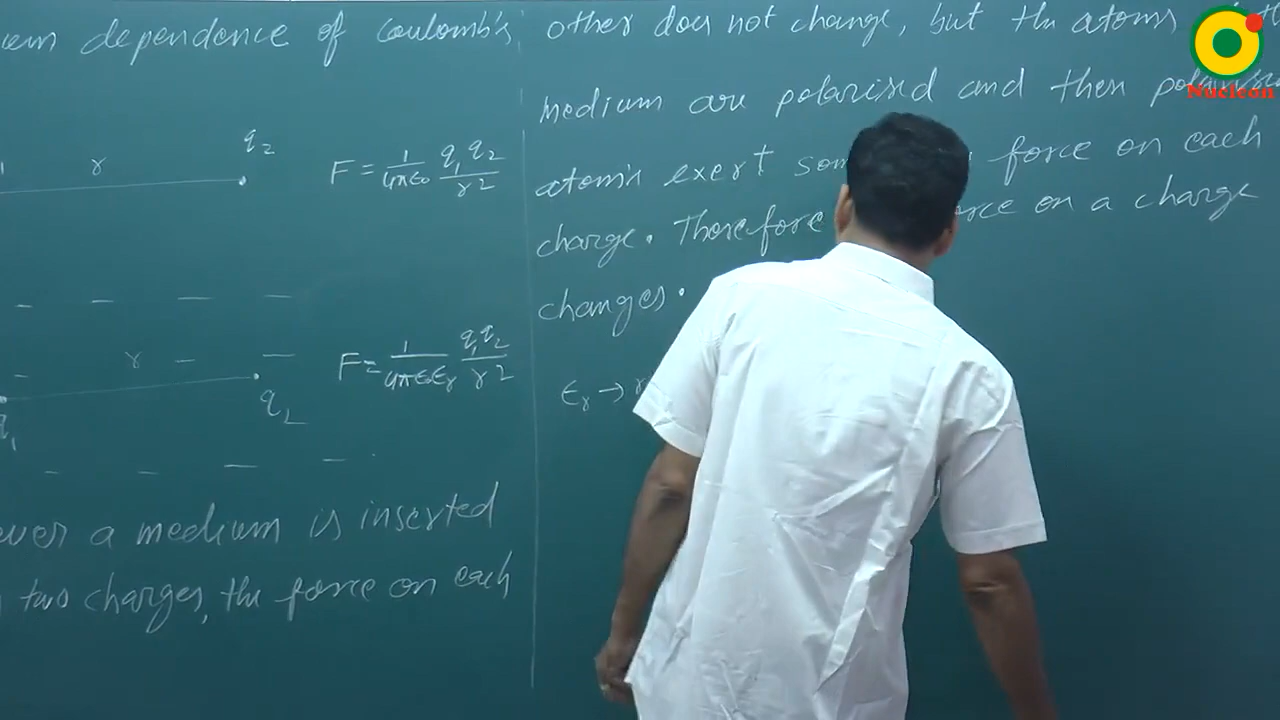 dependence of Coulomb's
q2
r
F = 1/4πε0 q1q2/r2
r
F = 1/4πε0εr q1q2/r2
q2
q1
a medium is inserted
two charges, the force on each
other does not change, but the atoms
medium are polarised and then
atoms exert force on each
charge. Therefore on a charge
changes.
εr →
Nucleon